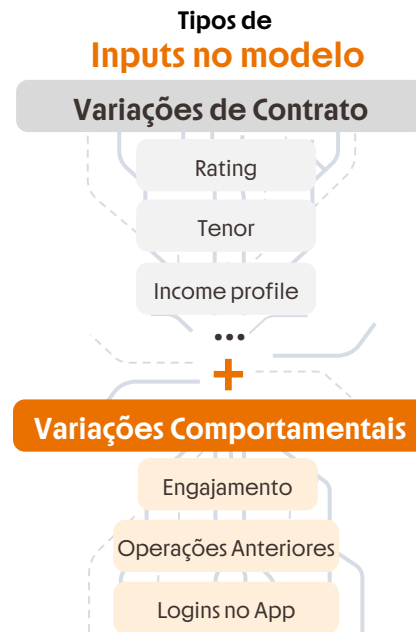 Tipos de
Inputs no modelo
Variações de Contrato
Rating
Tenor
Income profile
...
+
Variações Comportamentais
Engajamento
Operações Anteriores
Logins no App